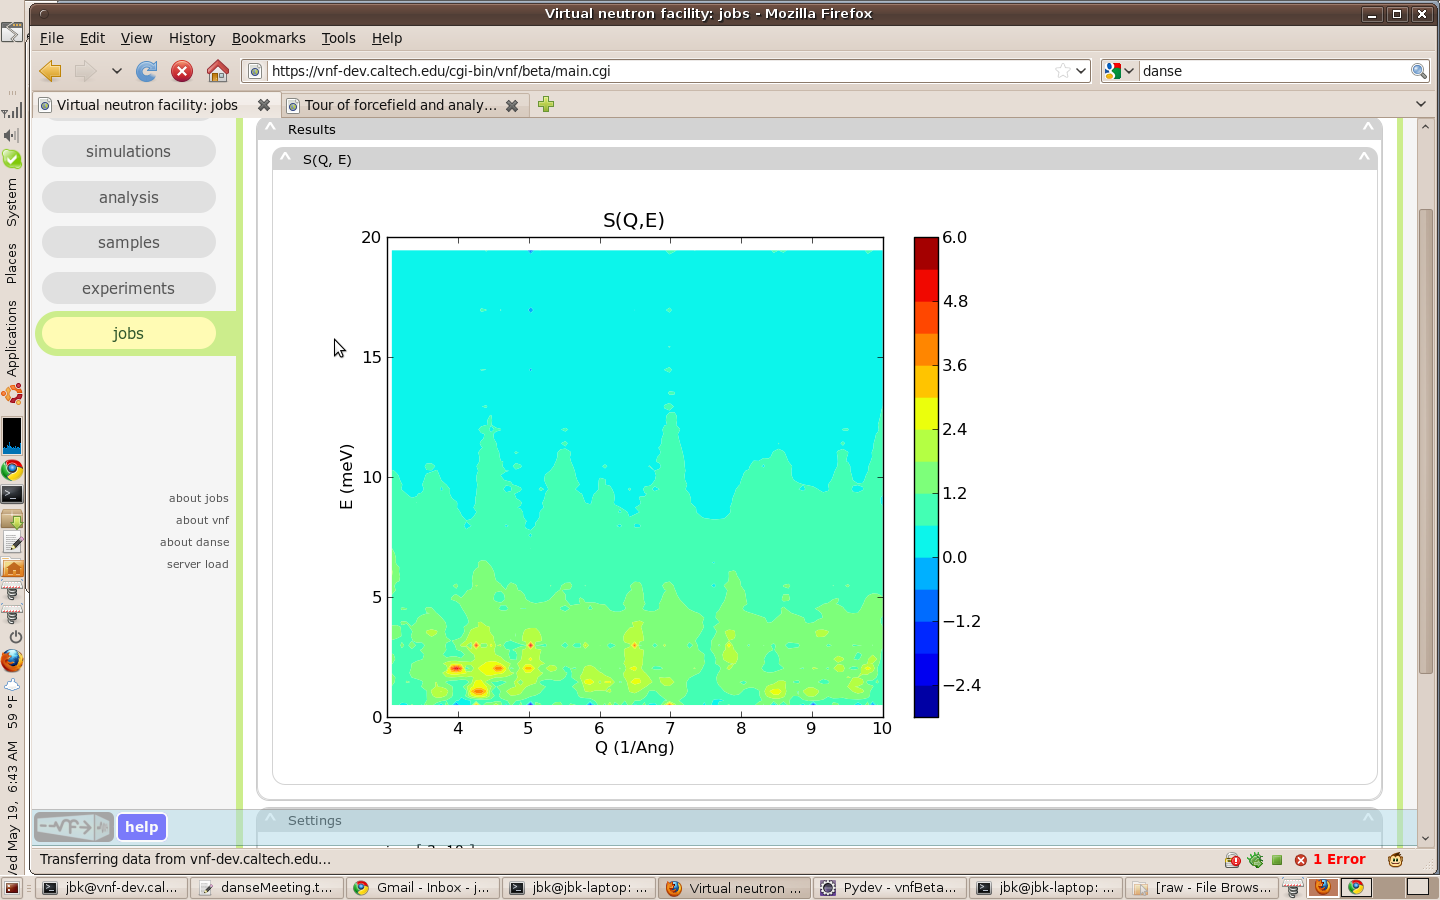 Virtual neutron facility: jobs - Mozilla Firefox
File Edit View History Bookmarks Tools Help
https://vnf-dev.caltech.edu/cgi-bin/vnf/beta/main.cgi
danse
Virtual neutron facility: jobs
Tour of forcefield and analy...
simulations
analysis
samples
experiments
jobs
about jobs
about vnf
about danse
server load
Results
S(Q, E)
S(Q,E)
20
15
10
5
0
E (meV)
3 4 5 6 7 8 9 10
Q (1/Ang)
6.0
4.8
3.6
2.4
1.2
0.0
−1.2
−2.4
Settings
help
Transferring data from vnf-dev.caltech.edu...
1 Error
System
Places
Applications
59 °F
May 19, 6:43 AM
jbk@vnf-dev.cal...
danseMeeting.t...
Gmail - Inbox - j...
jbk@jbk-laptop: ...
Virtual neutron ...
Pydev - vnfBeta...
jbk@jbk-laptop: ...
[raw - File Brows...